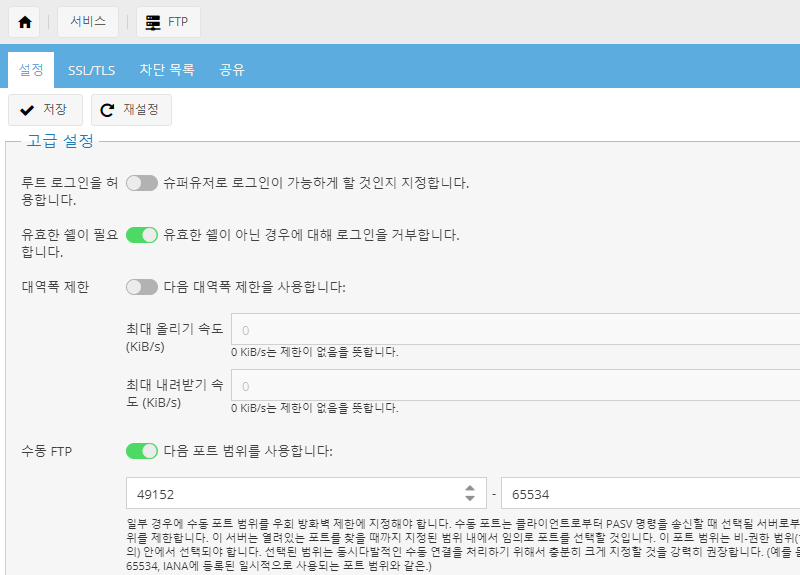 서비스
FTP
설정
SSL/TLS
차단 목록
공유
저장
재설정
고급 설정
루트 로그인을 허
용합니다.
슈퍼유저로 로그인이 가능하게 할 것인지 지정합니다.
유효한 쉘이 필요
합니다.
유효한 쉘이 아닌 경우에 대해 로그인을 거부합니다.
대역폭 제한
다음 대역폭 제한을 사용합니다:
최대 올리기 속도
(KiB/s)
0
0 KiB/s는 제한이 없음을 뜻합니다.
최대 내려받기 속
도 (KiB/s)
0
0 KiB/s는 제한이 없음을 뜻합니다.
수동 FTP
다음 포트 범위를 사용합니다:
49152
-
65534
일부 경우에 수동 포트 범위를 우회 방화벽 제한에 지정해야 합니다. 수동 포트는 클라이언트로부터 PASV 명령을 송신할 때 선택될 서버로부
위를 제한합니다. 이 서버는 열려있는 포트를 찾을 때까지 지정된 범위 내에서 임의로 포트를 선택할 것입니다. 이 포트 범위는 비-권한 범위(
의) 안에서 선택되야 합니다. 선택된 범위는 동시다발적인 수동 연결을 처리하기 위해서 충분히 크게 지정할 것을 강력히 권장합니다. (예를 
65534, IANA에 등록된 일시적으로 사용되는 포트 범위와 같은.)